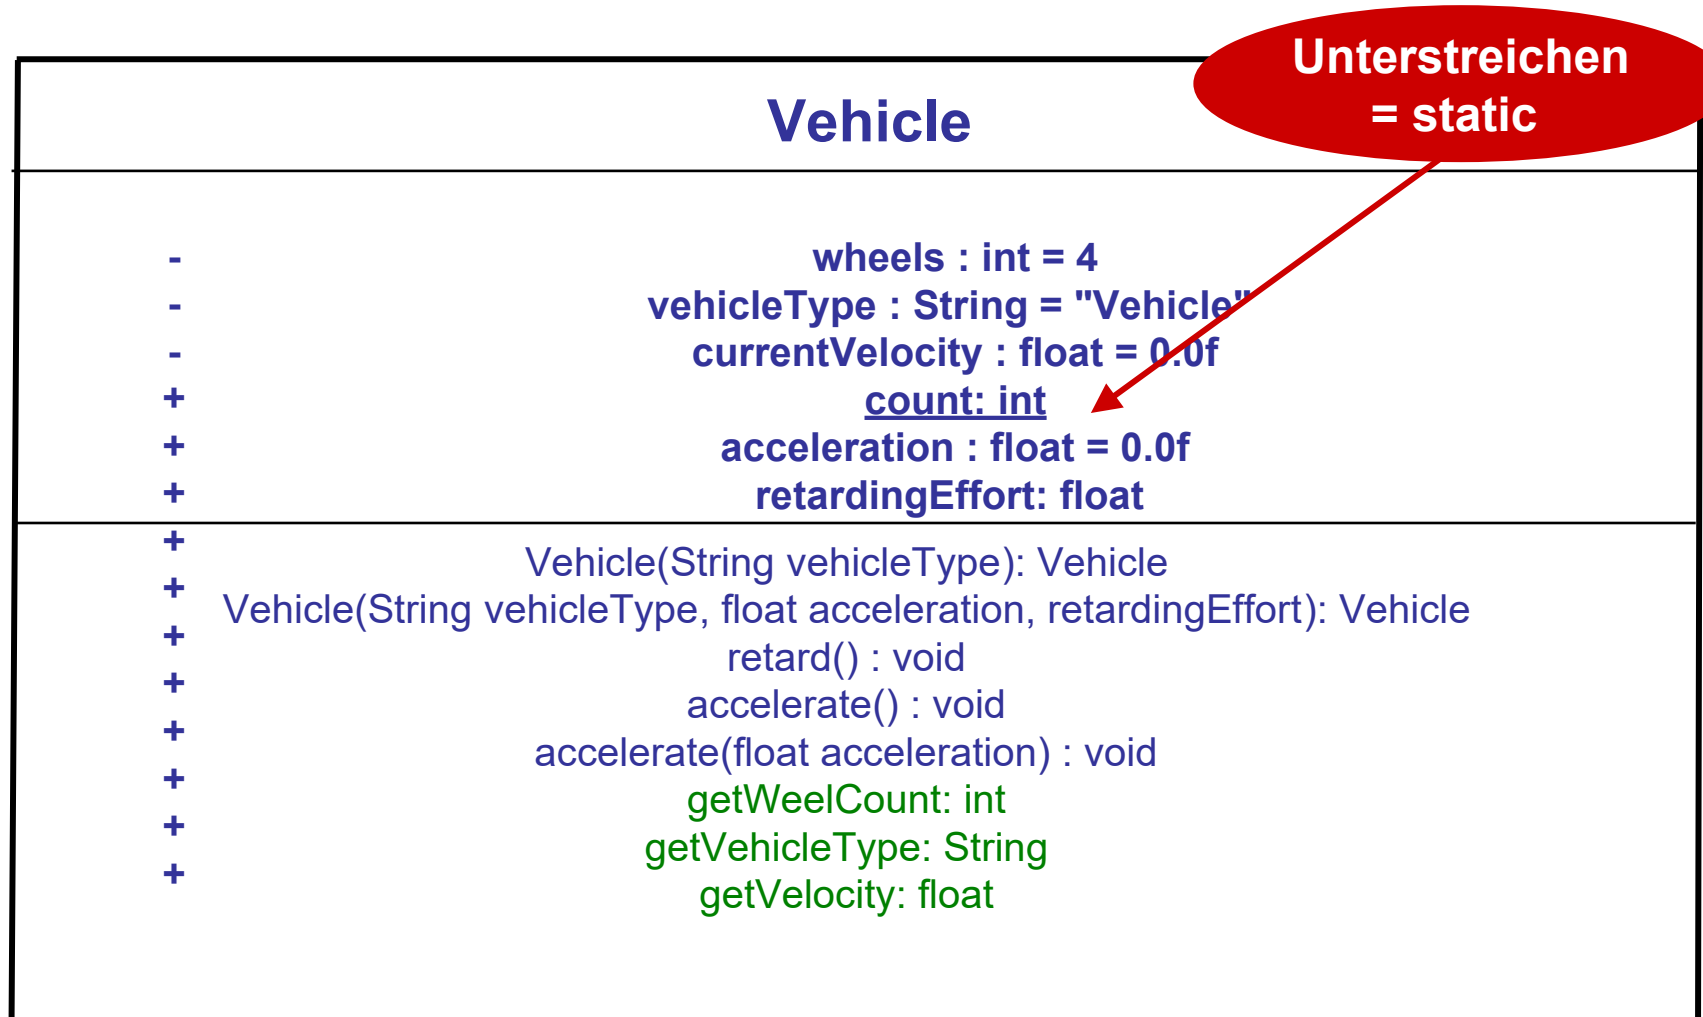 Unterstreichen
= static
Vehicle
- wheels : int = 4
- vehicleType : String = "Vehicle"
- currentVelocity : float = 0.0f
+ count: int
+ acceleration : float = 0.0f
+ retardingEffort: float
+ Vehicle(String vehicleType): Vehicle
+ Vehicle(String vehicleType, float acceleration, retardingEffort): Vehicle
+ retard() : void
+ accelerate() : void
+ accelerate(float acceleration) : void
+ getWeelCount: int
+ getVehicleType: String
+ getVelocity: float